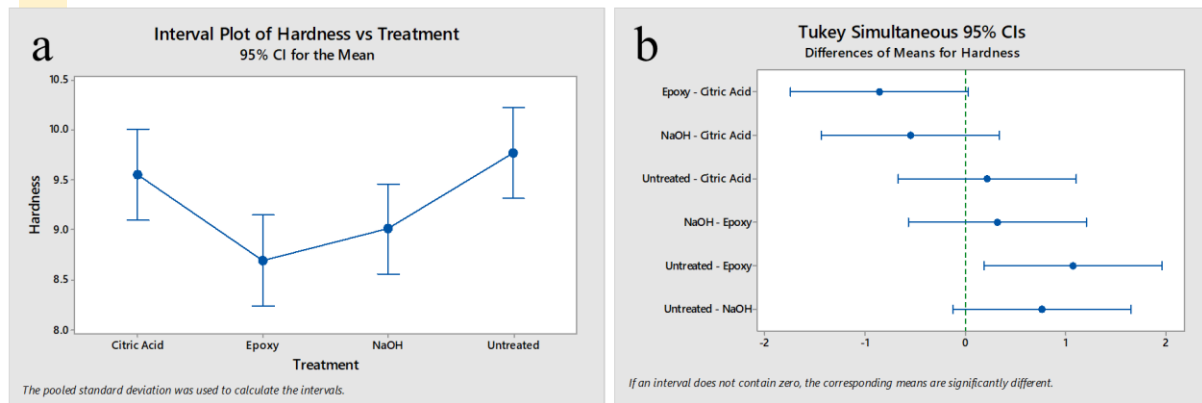 a
Interval Plot of Hardness vs Treatment
95% CI for the Mean
10.5
10.0
9.5
9.0
8.5
8.0
Hardness
Citric Acid Epoxy NaOH Untreated
Treatment
The pooled standard deviation was used to calculate the intervals.
b
Tukey Simultaneous 95% CIs
Differences of Means for Hardness
Epoxy - Citric Acid
NaOH - Citric Acid
Untreated - Citric Acid
NaOH - Epoxy
Untreated - Epoxy
Untreated - NaOH
-2 -1 0 1 2
If an interval does not contain zero, the corresponding means are significantly different.